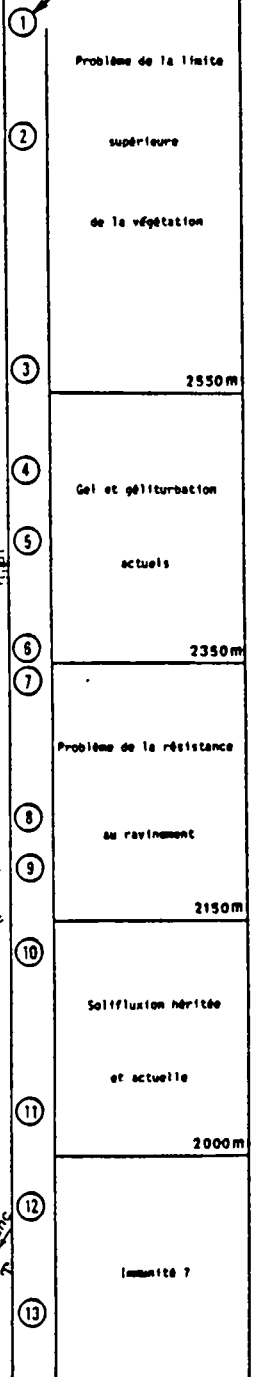 1
Problème de la limite
2
supérieure
de la végétation
3
2550m
4
Gel et géliturbation
5
actuels
6
2350m
7
Problème de la résistance
8
au ravinement
9
2150m
10
Solifluxion héritée
et actuelle
11
2000m
12
Immunité ?
13